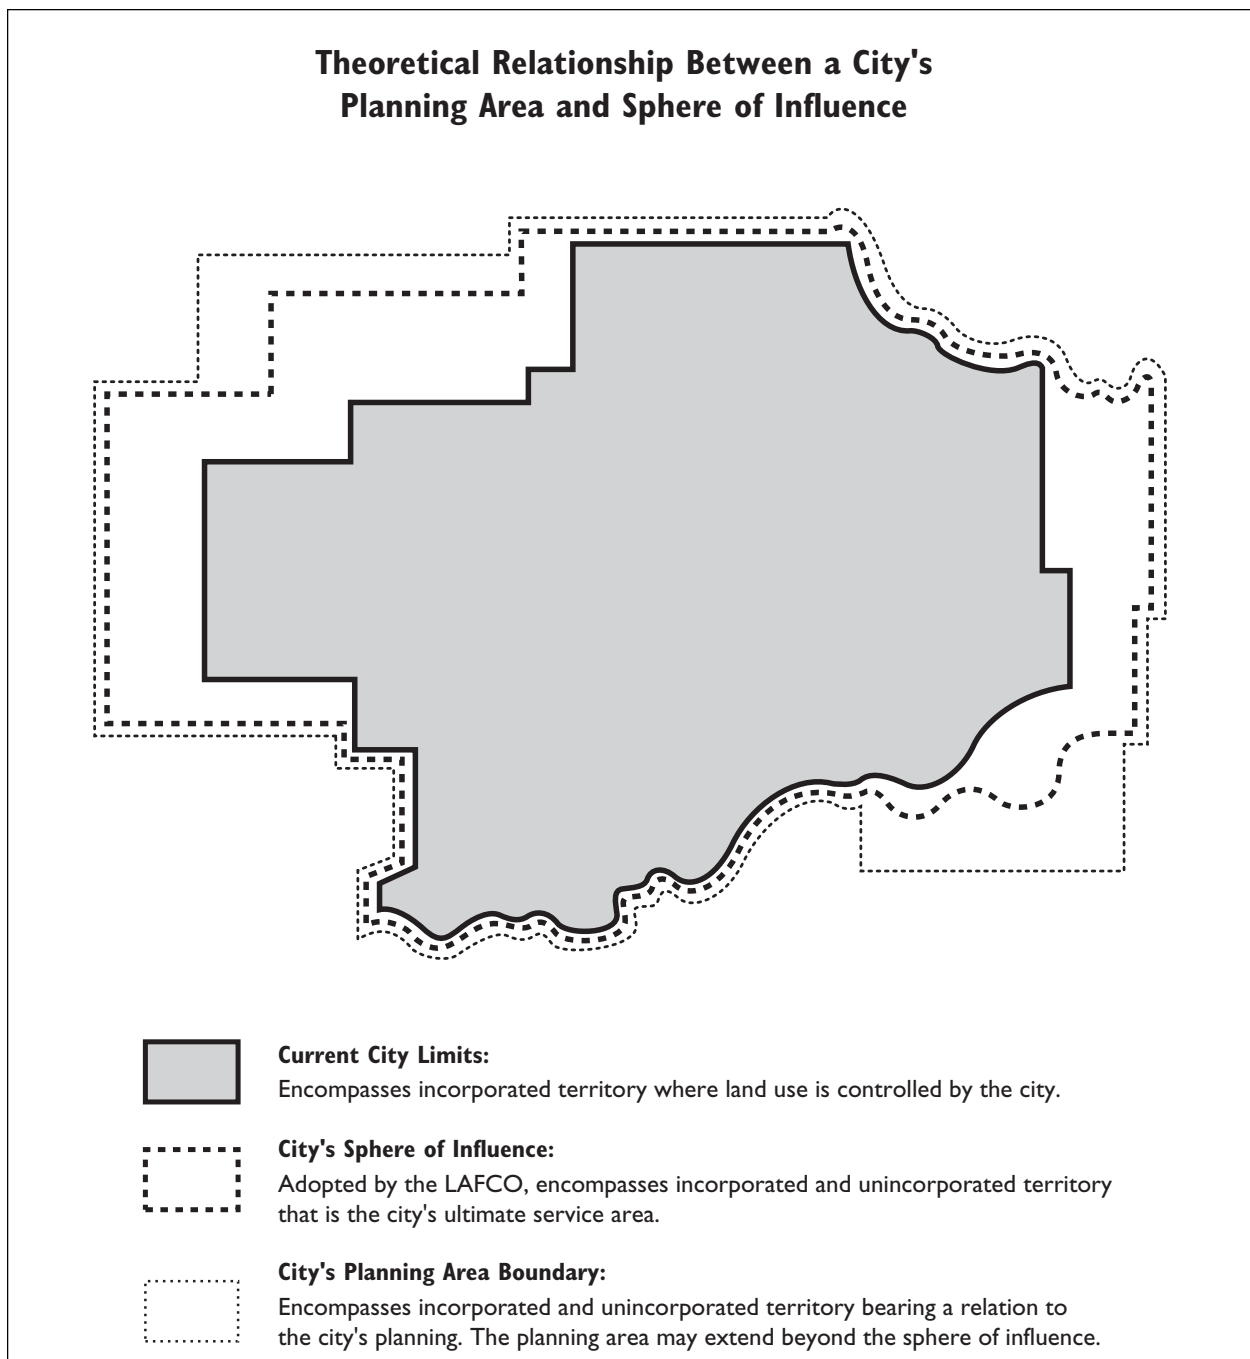 Theoretical Relationship Between a City's
Planning Area and Sphere of Influence
Current City Limits:
Encompasses incorporated territory where land use is controlled by the city.
City's Sphere of Influence:
Adopted by the LAFCO, encompasses incorporated and unincorporated territory
that is the city's ultimate service area.
City's Planning Area Boundary:
Encompasses incorporated and unincorporated territory bearing a relation to
the city's planning. The planning area may extend beyond the sphere of influence.